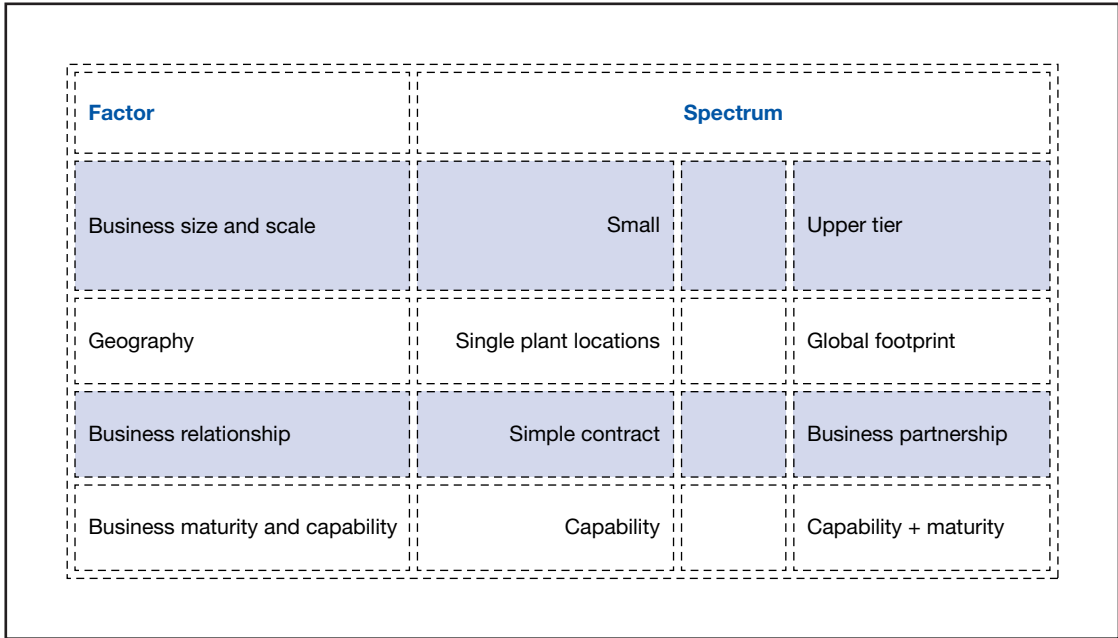 Factor
Spectrum
Business size and scale
Small
Upper tier
Geography
Single plant locations
Global footprint
Business relationship
Simple contract
Business partnership
Business maturity and capability
Capability
Capability + maturity